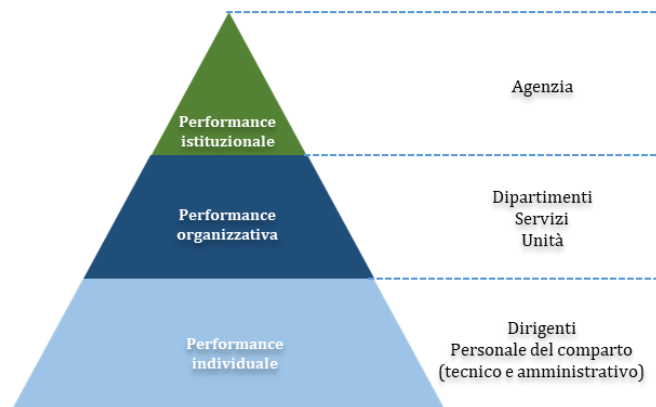 Performance
istituzionale
Agenzia
Performance
organizzativa
Dipartimenti
Servizi
Unità
Performance
individuale
Dirigenti
Personale del comparto
(tecnico e amministrativo)